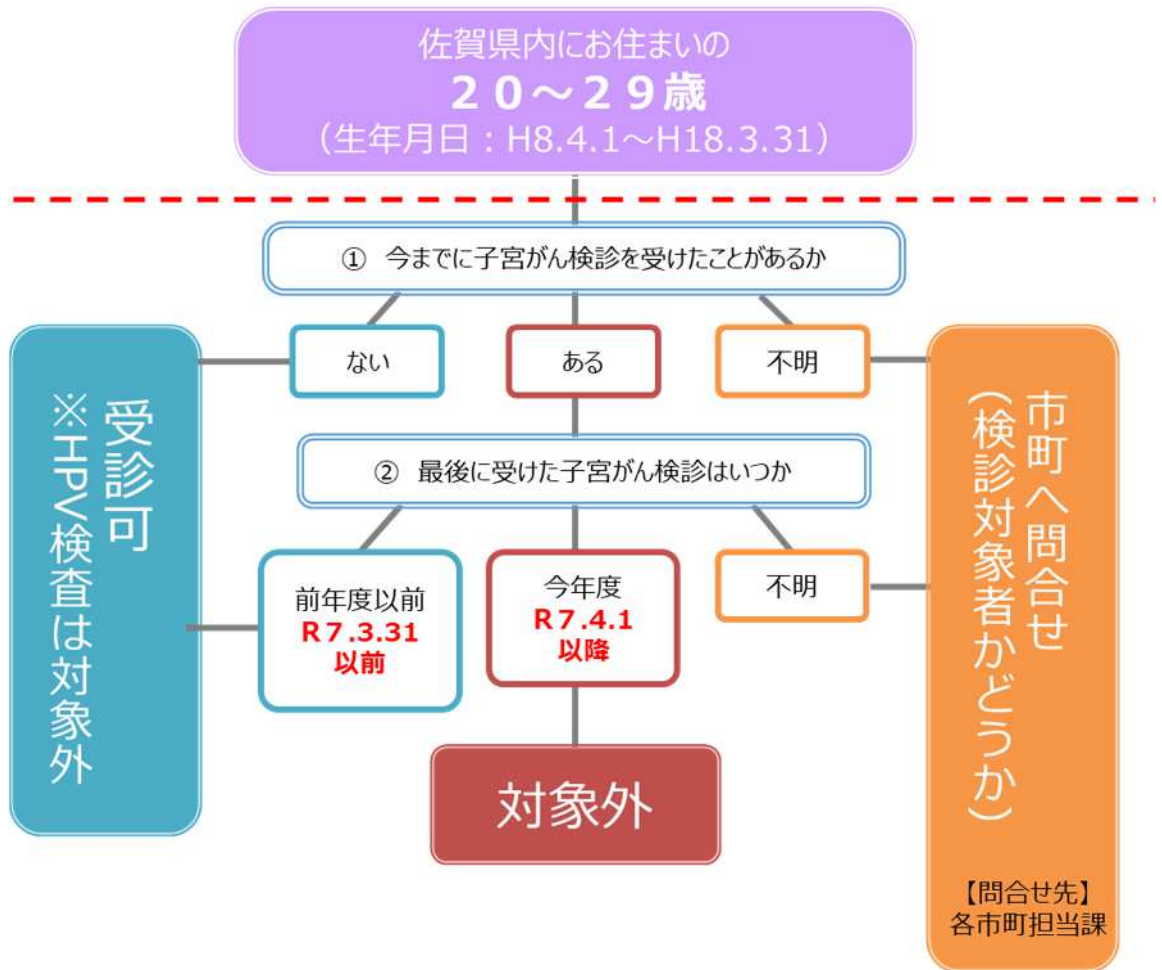 佐賀県内にお住まいの
２０～２９歳
（生年月日：H8.4.1～H18.3.31）
① 今までに子宮がん検診を受けたことがあるか
ない
ある
不明
② 最後に受けた子宮がん検診はいつか
前年度以前
Ｒ７.3.31
以前
今年度
Ｒ７.4.1
以降
不明
受診可
※HPV検査は対象外
対象外
市町へ問合せ
(検診対象者かどうか)
【問合せ先】
各市町担当課